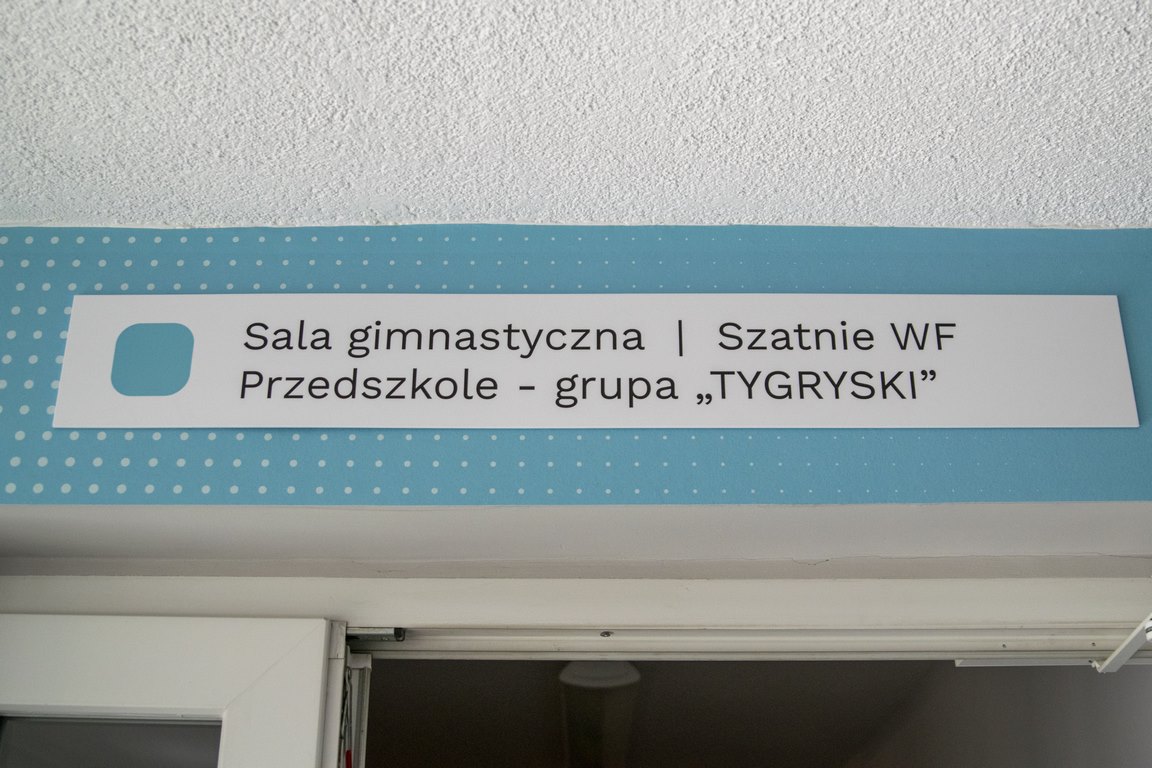 Sala gimnastyczna | Szatnie WF
Przedszkole - grupa „TYGRYSKI”